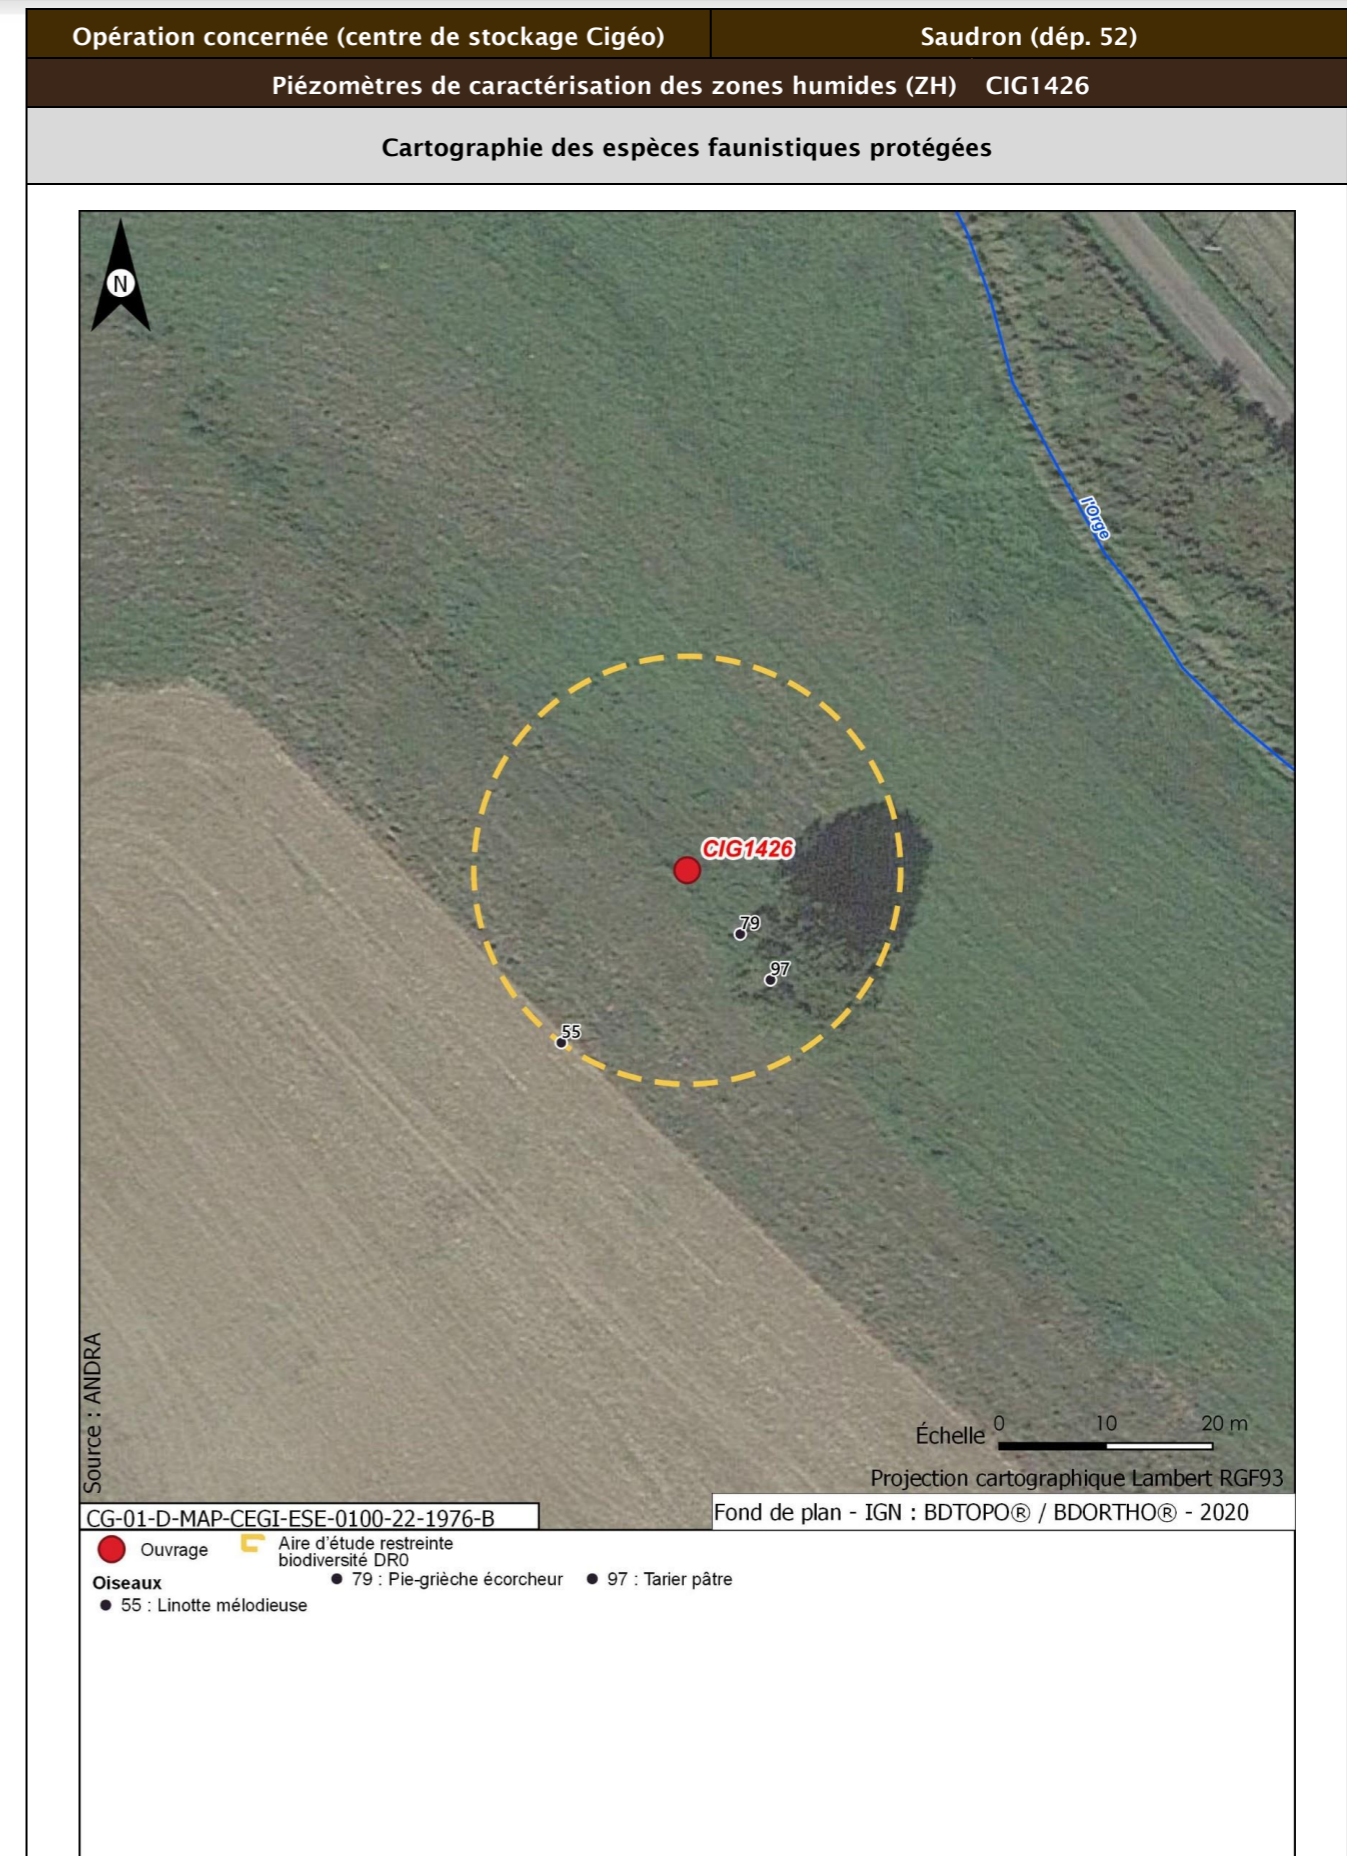 Opération concernée (centre de stockage Cigéo) Saudron (dép. 52)
Piézomètres de caractérisation des zones humides (ZH) CIG1426
Cartographie des espèces faunistiques protégées
N
l'Orge
CIG1426
79
97
55
Source : ANDRA
Échelle 0 10 20 m
Projection cartographique Lambert RGF93
CG-01-D-MAP-CEGI-ESE-0100-22-1976-B
Fond de plan - IGN : BDTOPO® / BDORTHO® - 2020
Ouvrage
Aire d'étude restreinte
biodiversité DR0
Oiseaux
79 : Pie-grièche écorcheur
97 : Tarier pâtre
55 : Linotte mélodieuse